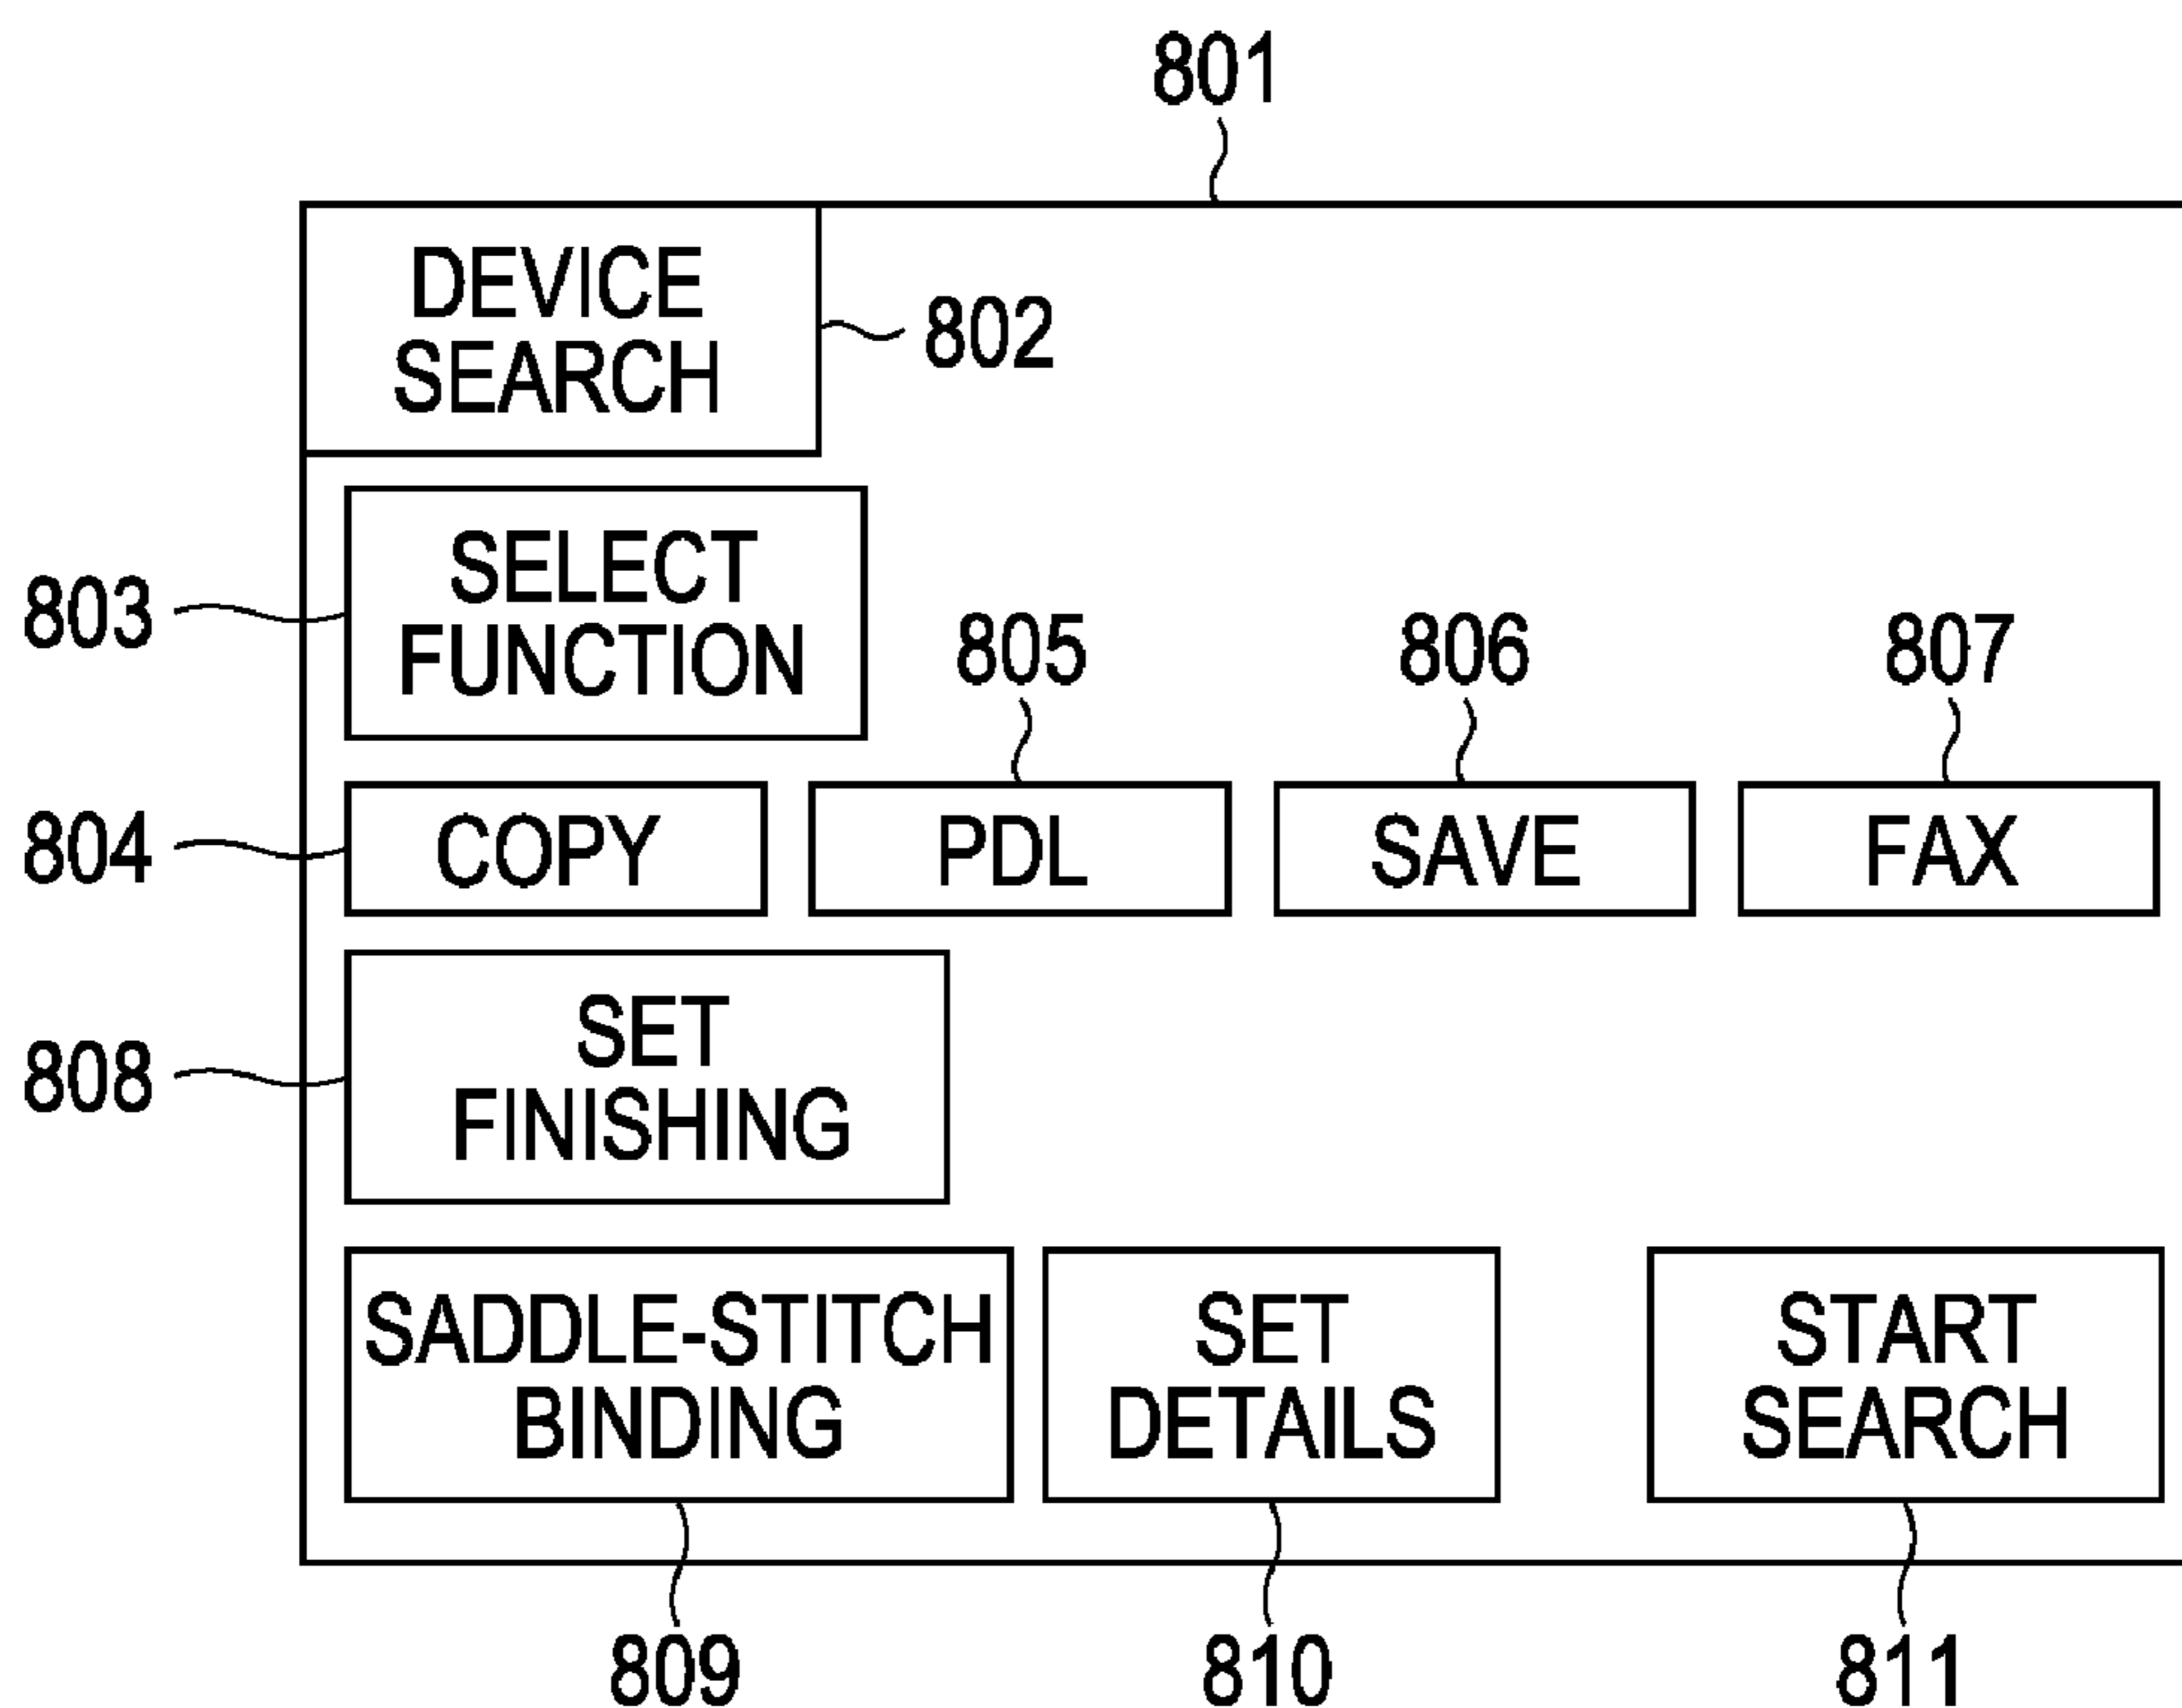 801
DEVICE
SEARCH
802
803
SELECT
FUNCTION
805
806
807
804
COPY
PDL
SAVE
FAX
808
SET
FINISHING
SADDLE-STITCH
BINDING
SET
DETAILS
START
SEARCH
809
810
811